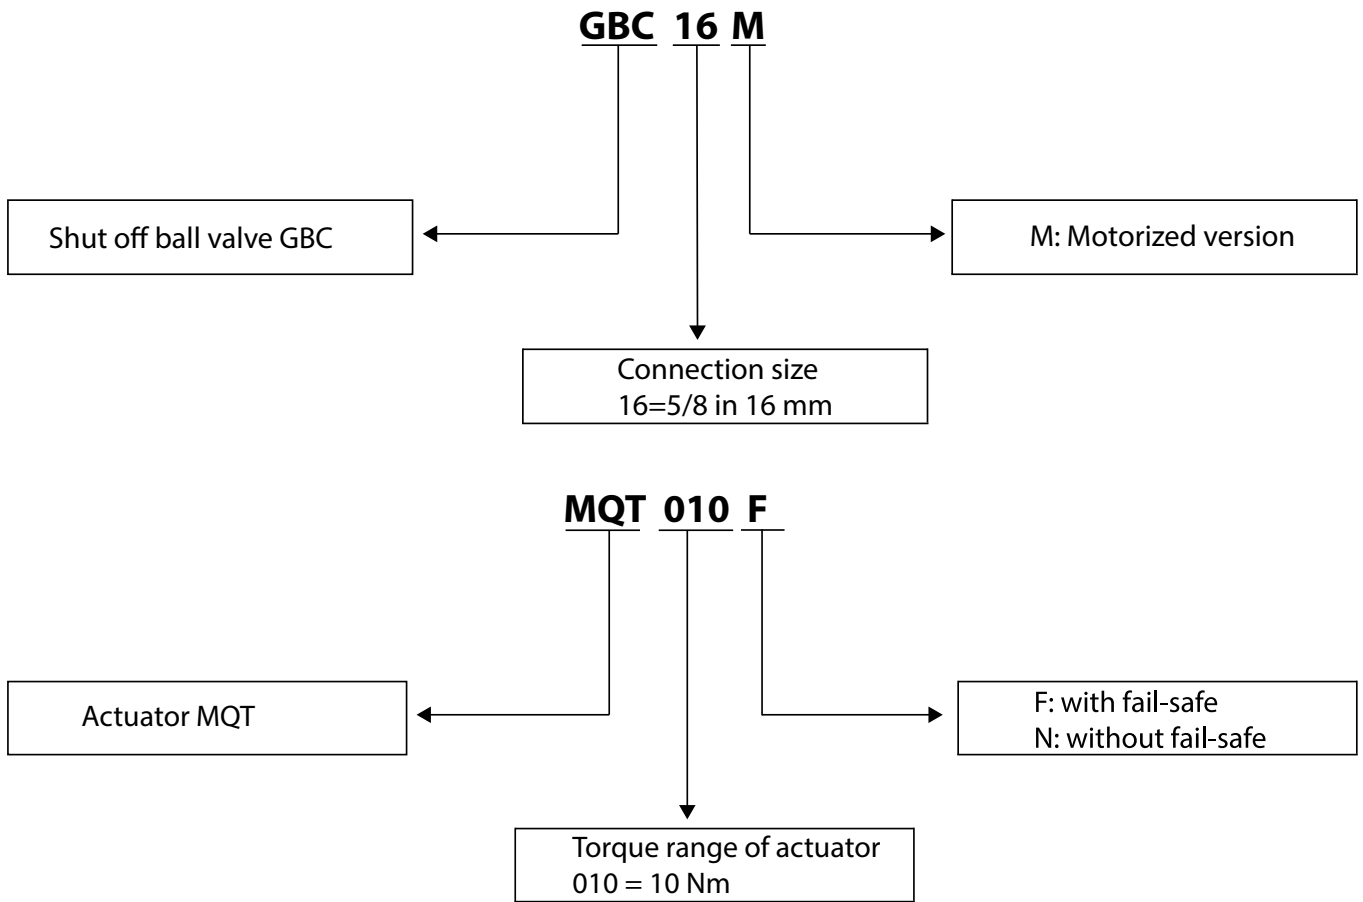 GBC 16 M
Shut off ball valve GBC
M: Motorized version
Connection size
16=5/8 in 16 mm
MQT 010 F
Actuator MQT
F: with fail-safe
N: without fail-safe
Torque range of actuator
010 = 10 Nm